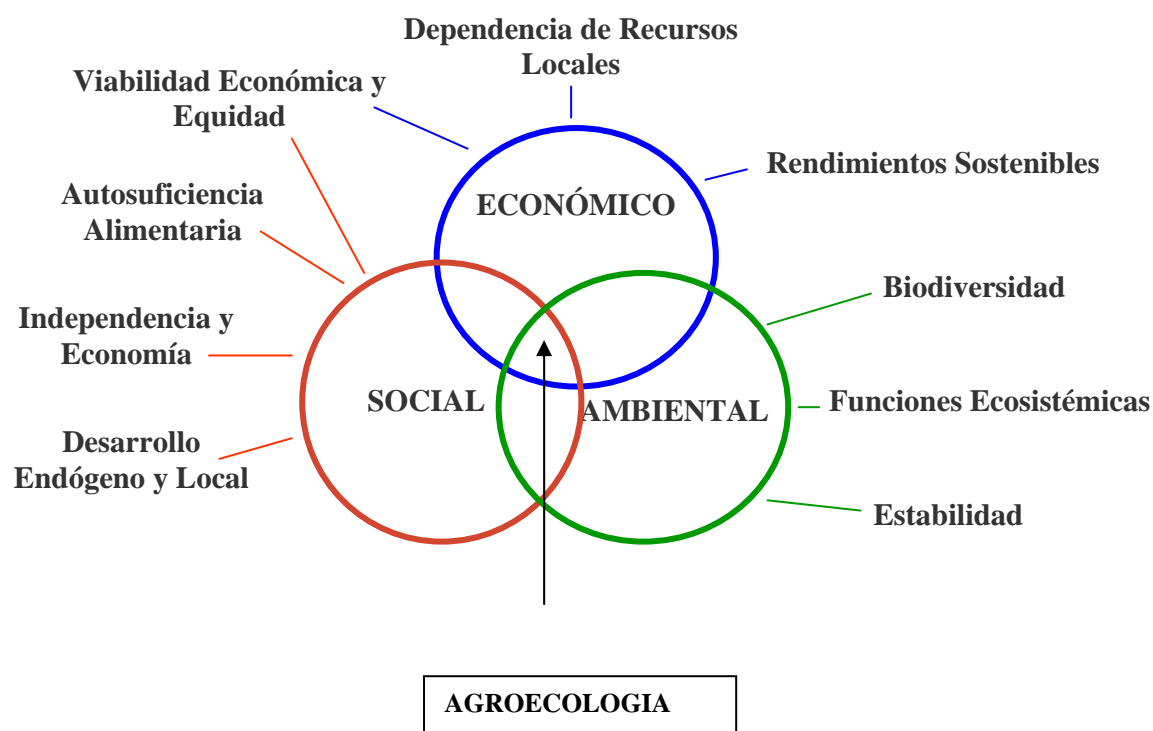 Dependencia de Recursos
Locales
Viabilidad Económica y
Equidad
Rendimientos Sostenibles
ECONÓMICO
Autosuficiencia
Alimentaria
Biodiversidad
Independencia y
Economía
SOCIAL
AMBIENTAL
Funciones Ecosistémicas
Desarrollo
Endógeno y Local
Estabilidad
AGROECOLOGIA